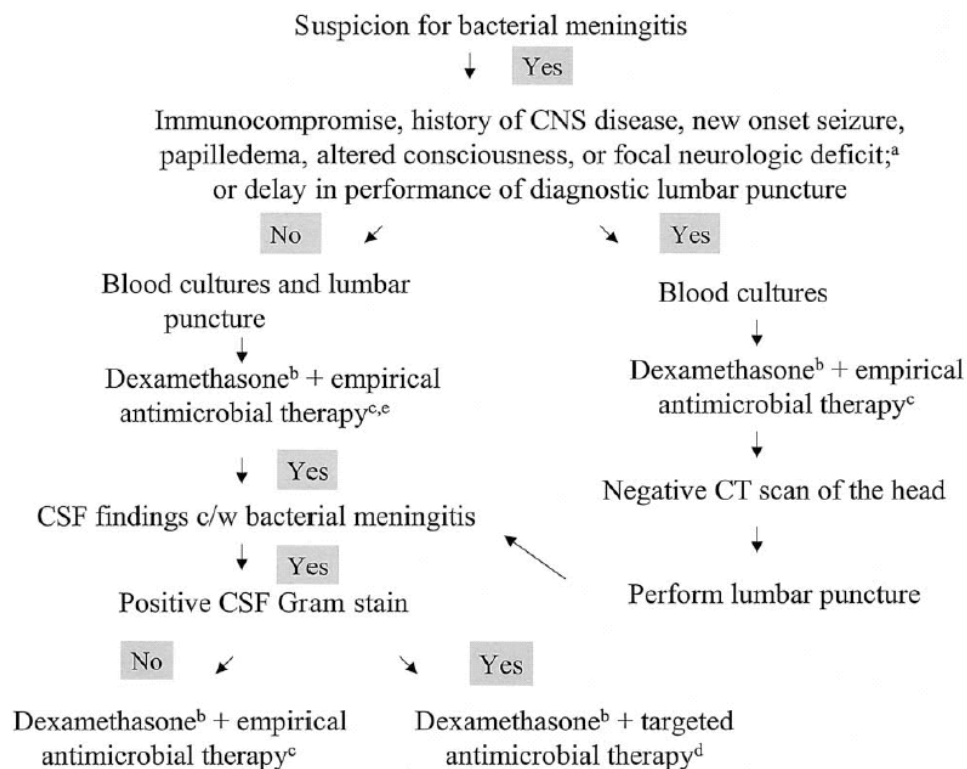 Suspicion for bacterial meningitis
Yes
Immunocompromise, history of CNS disease, new onset seizure,
papilledema, altered consciousness, or focal neurologic deficit;ᵃ
or delay in performance of diagnostic lumbar puncture
No
Yes
Blood cultures and lumbar
puncture
Blood cultures
Dexamethasoneᵇ + empirical
antimicrobial therapyᶜ,ᵉ
Dexamethasoneᵇ + empirical
antimicrobial therapyᶜ
Yes
Negative CT scan of the head
CSF findings c/w bacterial meningitis
Yes
Positive CSF Gram stain
Perform lumbar puncture
No
Yes
Dexamethasoneᵇ + empirical
antimicrobial therapyᶜ
Dexamethasoneᵇ + targeted
antimicrobial therapyᵈ